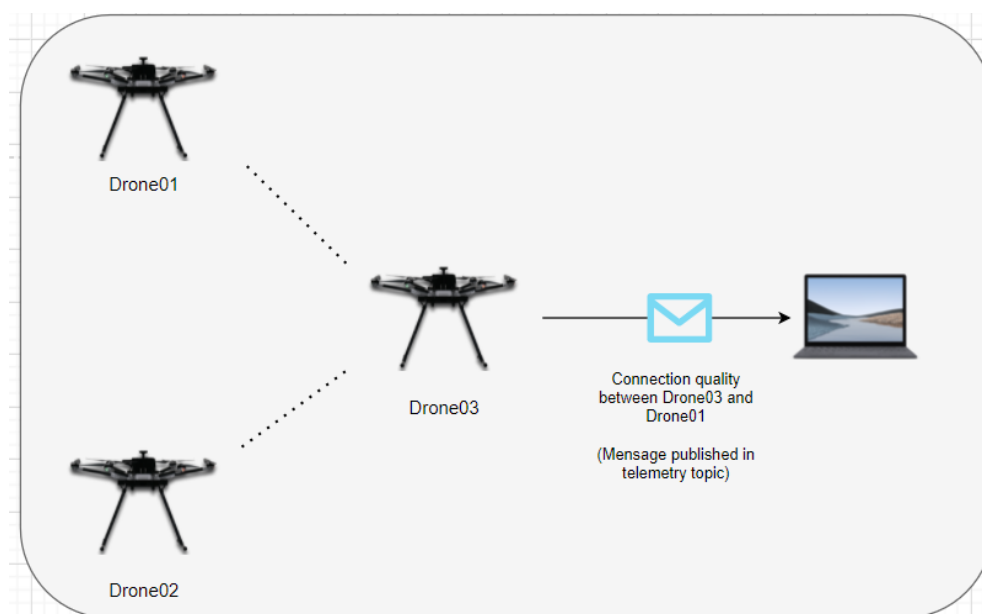 Drone01
Drone03
Connection quality
between Drone03 and
Drone01
(Mensage published in
telemetry topic)
Drone02